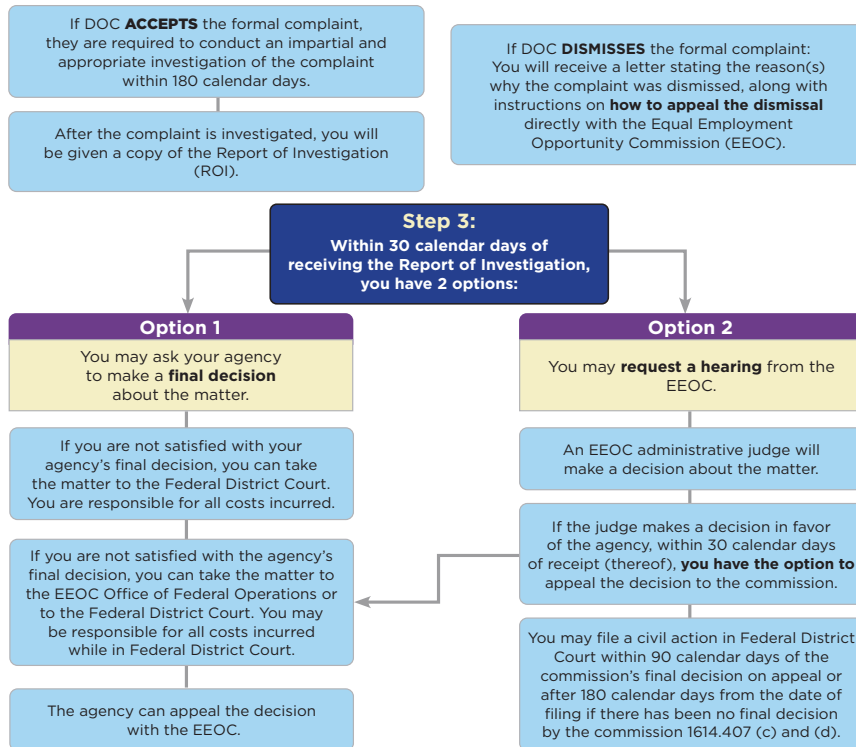 If DOC ACCEPTS the formal complaint,
they are required to conduct an impartial and
appropriate investigation of the complaint
within 180 calendar days.
After the complaint is investigated, you will
be given a copy of the Report of Investigation
(ROI).
If DOC DISMISSES the formal complaint:
You will receive a letter stating the reason(s)
why the complaint was dismissed, along with
instructions on how to appeal the dismissal
directly with the Equal Employment
Opportunity Commission (EEOC).
Step 3:
Within 30 calendar days of
receiving the Report of Investigation,
you have 2 options:
Option 1
You may ask your agency
to make a final decision
about the matter.
If you are not satisfied with your
agency's final decision, you can take
the matter to the Federal District Court.
You are responsible for all costs incurred.
If you are not satisfied with the agency's
final decision, you can take the matter to
the EEOC Office of Federal Operations or
to the Federal District Court. You may
be responsible for all costs incurred
while in Federal District Court.
The agency can appeal the decision
with the EEOC.
Option 2
You may request a hearing from the
EEOC.
An EEOC administrative judge will
make a decision about the matter.
If the judge makes a decision in favor
of the agency, within 30 calendar days
of receipt (thereof), you have the option to
appeal the decision to the commission.
You may file a civil action in Federal District
Court within 90 calendar days of the
commission's final decision on appeal or
after 180 calendar days from the date of
filing if there has been no final decision
by the commission 1614.407 (c) and (d).